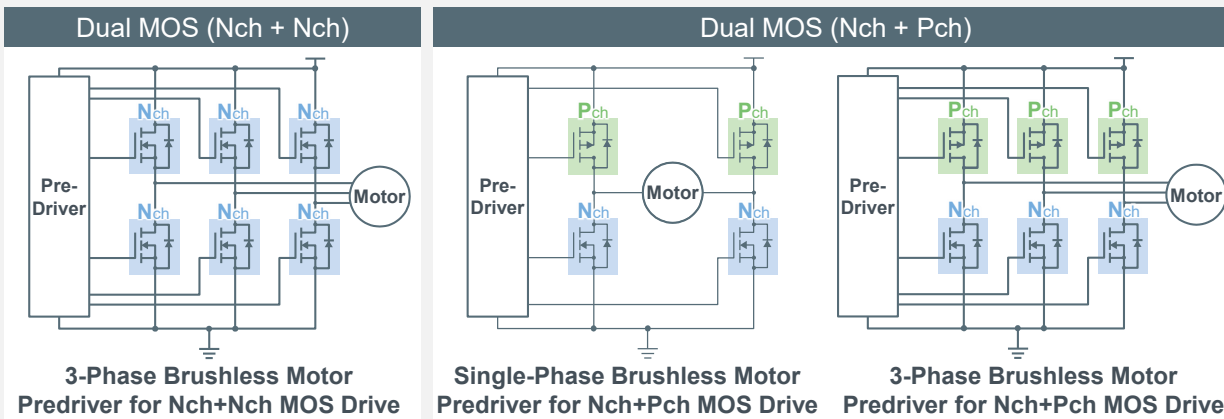 Dual MOS (Nch + Nch)
Nch
Nch
Nch
Pre-
Driver
Motor
Nch
Nch
Nch
3-Phase Brushless Motor
Predriver for Nch+Nch MOS Drive
Dual MOS (Nch + Pch)
Pch
Pch
Pre-
Driver
Motor
Nch
Nch
Single-Phase Brushless Motor
Predriver for Nch+Pch MOS Drive
Pch
Pch
Pch
Pre-
Driver
Motor
Nch
Nch
Nch
3-Phase Brushless Motor
Predriver for Nch+Pch MOS Drive